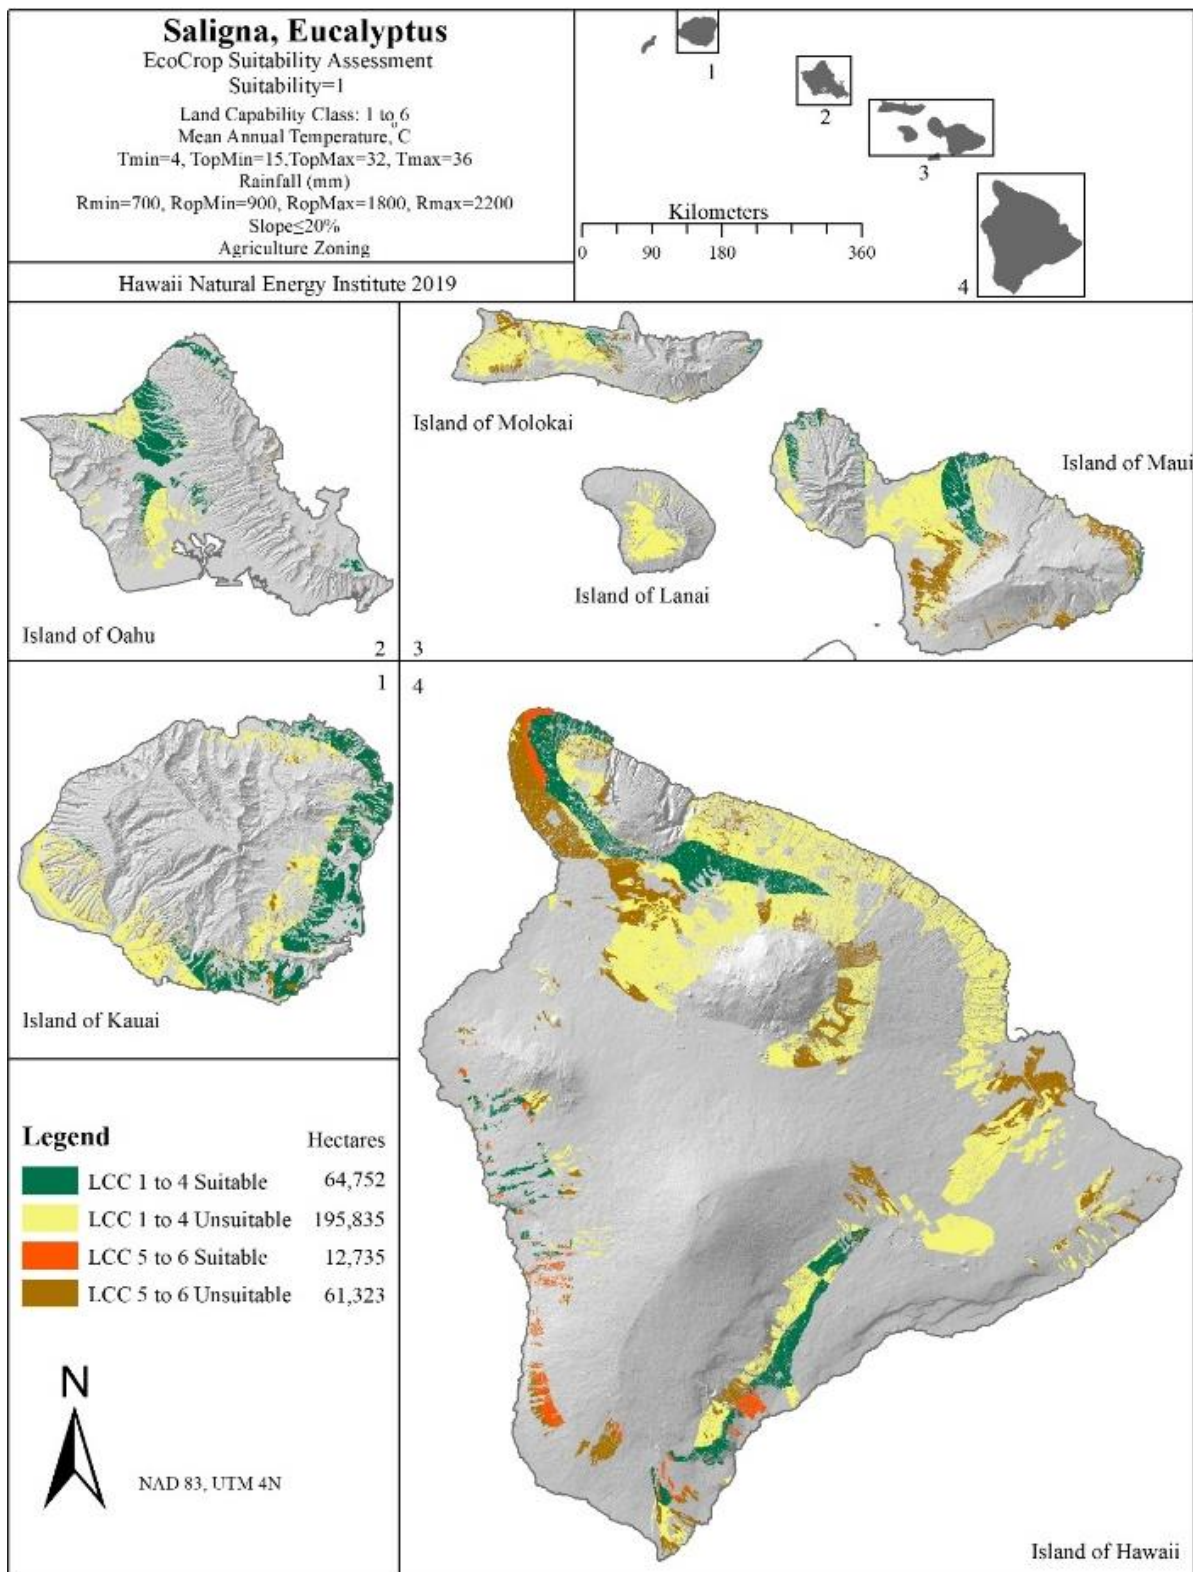 Saligna, Eucalyptus
EcoCrop Suitability Assessment
Suitability=1
Land Capability Class: 1 to 6
Mean Annual Temperature,°C
Tmin=4, TopMin=15.TopMax=32, Tmax=36
Rainfall (mm)
Rmin=700, RopMin=900, RopMax=1800, Rmax=2200
Slope≤20%
Agriculture Zoning
Hawaii Natural Energy Institute 2019
1
2
3
4
Kilometers
0 90 180 360
Island of Oahu
2
Island of Molokai
Island of Maui
Island of Lanai
3
1
Island of Kauai
4
Island of Hawaii
Legend Hectares
LCC 1 to 4 Suitable 64,752
LCC 1 to 4 Unsuitable 195,835
LCC 5 to 6 Suitable 12,735
LCC 5 to 6 Unsuitable 61,323
N
NAD 83, UTM 4N